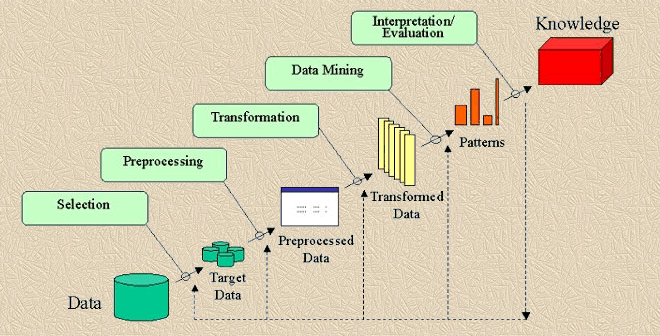 Interpretation/
Evaluation
Knowledge
Data Mining
Transformation
Patterns
Preprocessing
Transformed
Data
Selection
Preprocessed
Data
Target
Data
Data